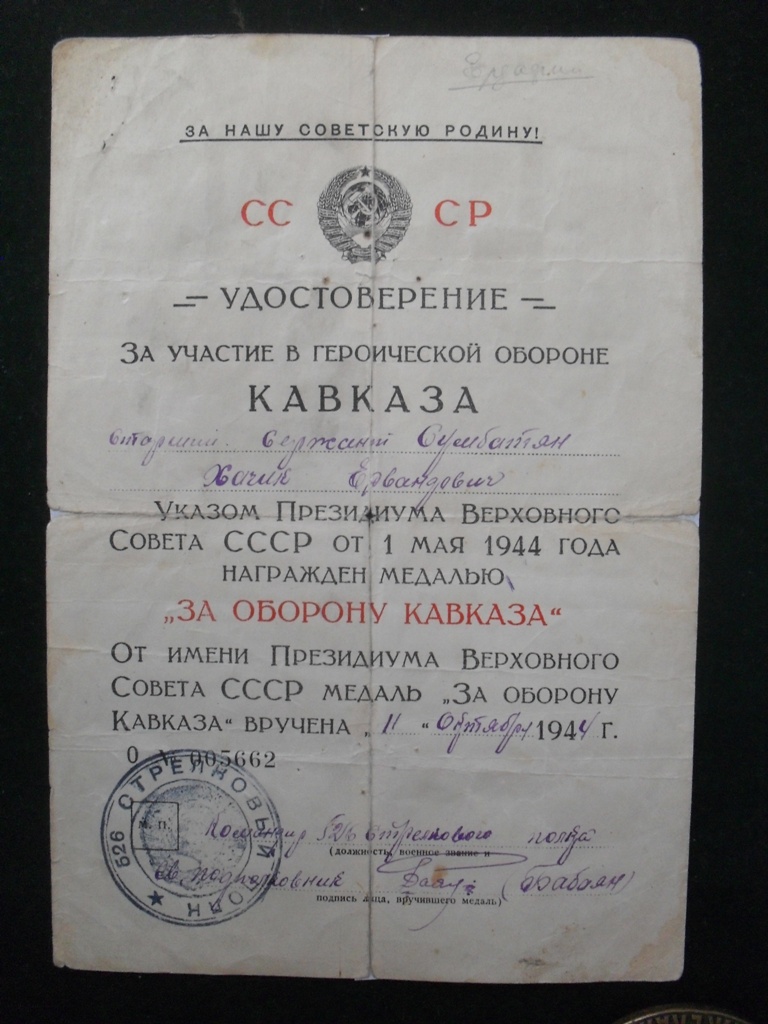 ЗА НАШУ СОВЕТСКУЮ РОДИНУ!
СС СР
УДОСТОВЕРЕНИЕ
ЗА УЧАСТИЕ В ГЕРОИЧЕСКОЙ ОБОРОНЕ
КАВКАЗА
Старший сержант Сумбатян
Хачик Ервандович
УКАЗОМ ПРЕЗИДИУМА ВЕРХОВНОГО
СОВЕТА СССР ОТ 1 МАЯ 1944 ГОДА
НАГРАЖДЕН МЕДАЛЬЮ
„ЗА ОБОРОНУ КАВКАЗА“
ОТ ИМЕНИ ПРЕЗИДИУМА ВЕРХОВНОГО
СОВЕТА СССР МЕДАЛЬ „ЗА ОБОРОНУ
КАВКАЗА“ ВРУЧЕНА „11“ Октября 1944 г.
005662
526 СТРЕЛКОВЫЙ ПОЛК
П.
Командир 526 стрелкового полка
(должность, военное звание и
гв. подполковник (Бабаян)
подпись лица, вручившего медаль)